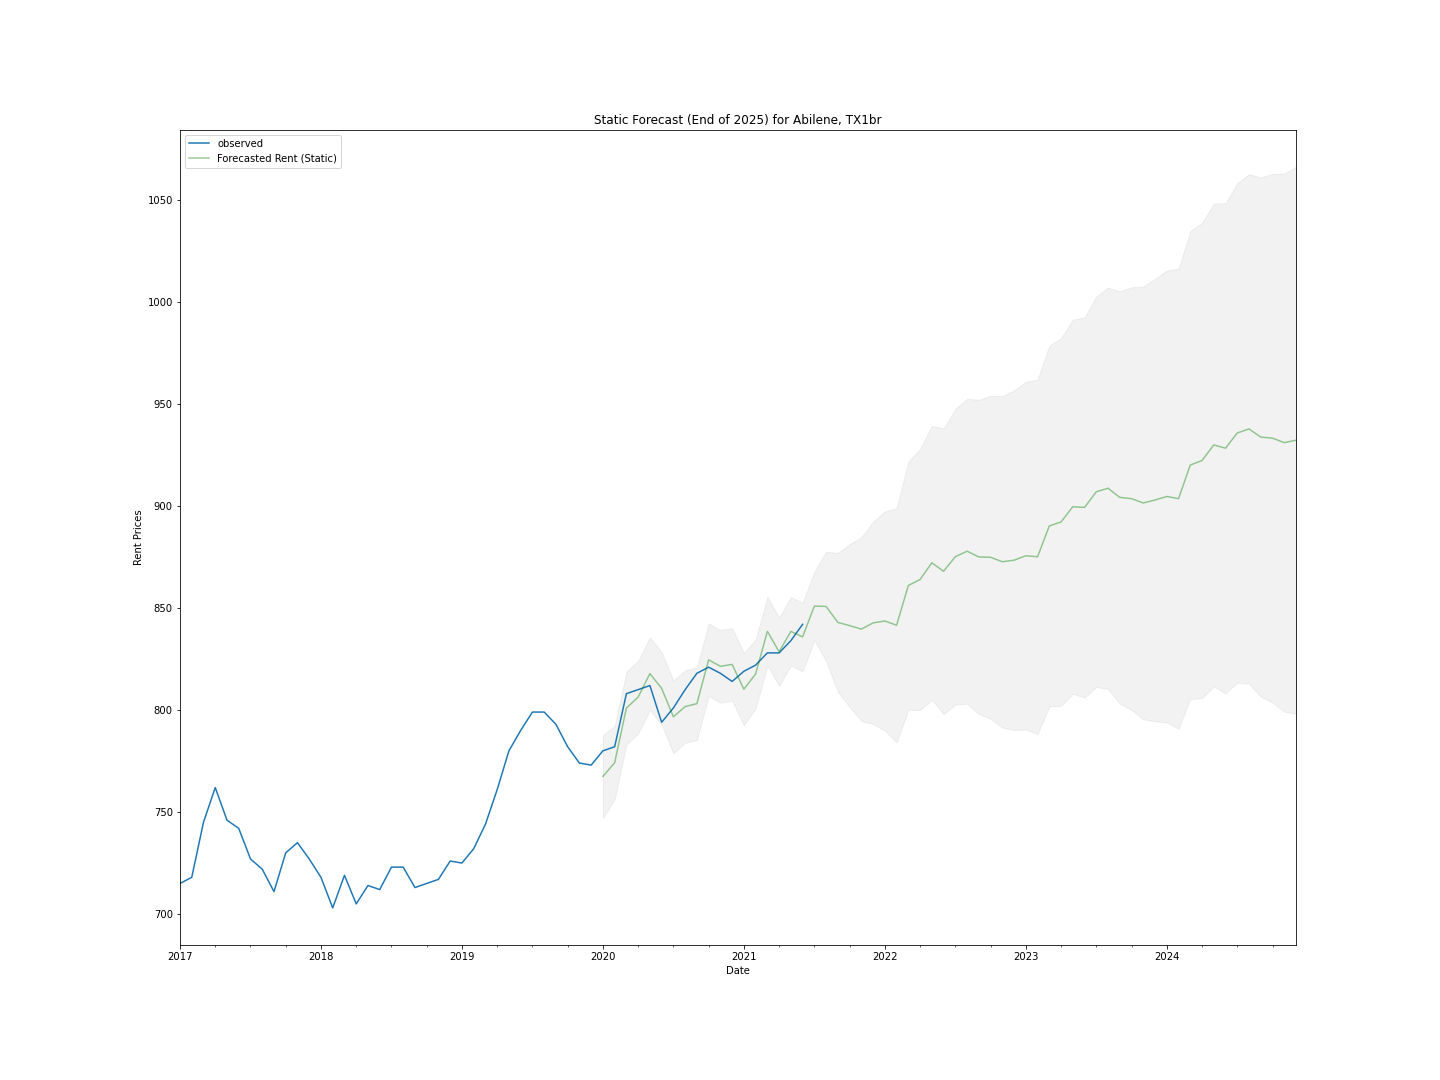 Static Forecast (End of 2025) for Abilene, TX1br
observed
Forecasted Rent (Static)
1050
1000
950
900
850
800
750
700
Rent Prices
2017 2018 2019 2020 2021 2022 2023 2024
Date